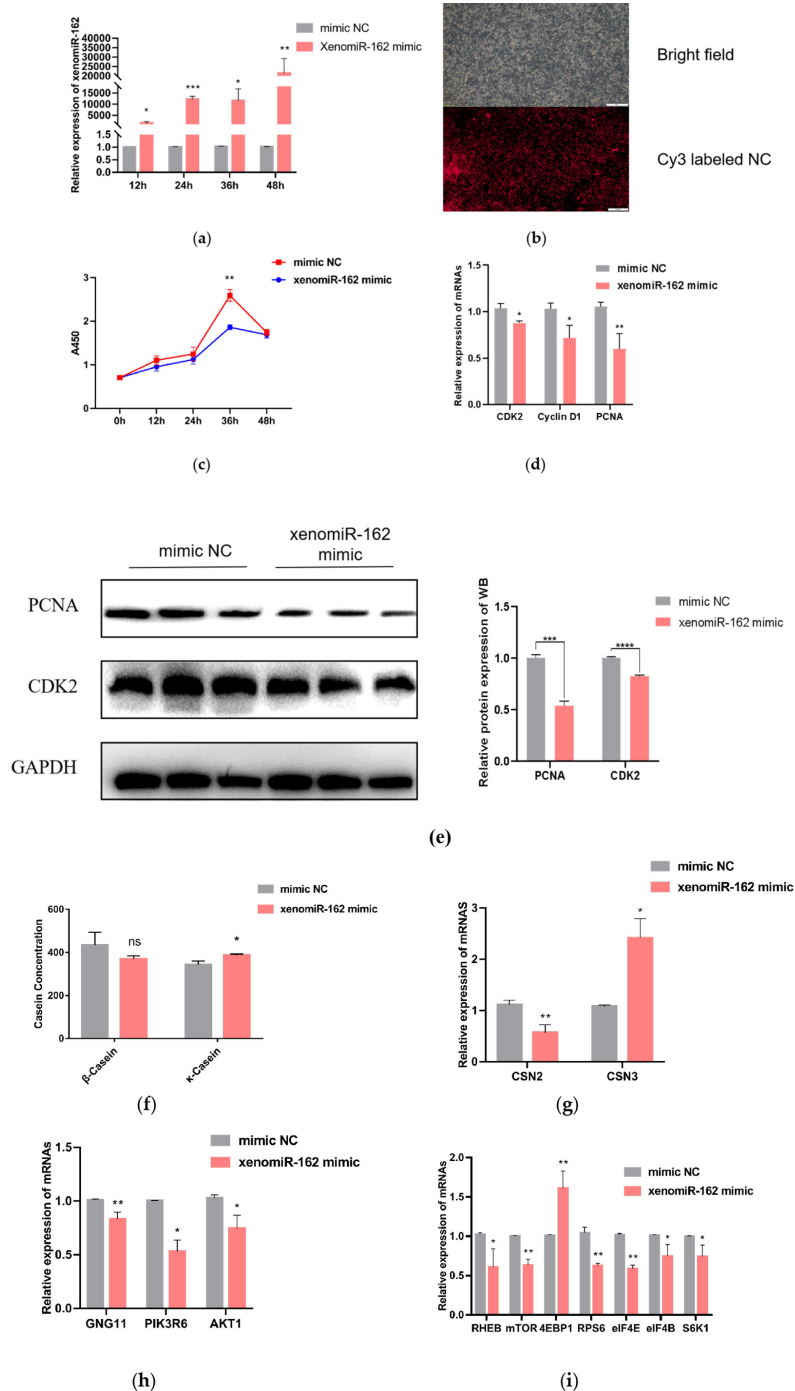 mimic NC
XenomiR-162 mimic
Relative expression of xenomiR-162
40000
35000
30000
25000
20000
15000
10000
5000
1.5
1.0
0.5
0.0
*
***
*
**
12h
24h
36h
48h
(a)
Bright field
Cy3 labeled NC
(b)
mimic NC
xenomiR-162 mimic
A450
3
2
1
0
**
0h
12h
24h
36h
48h
(c)
mimic NC
xenomiR-162 mimic
Relative expression of mRNAs
1.5
1.0
0.5
0.0
*
*
**
CDK2
Cyclin D1
PCNA
(d)
mimic NC
xenomiR-162
mimic
PCNA
CDK2
GAPDH
mimic NC
xenomiR-162 mimic
Relative protein expression of WB
1.5
1.0
0.5
0.0
***
****
PCNA
CDK2
(e)
mimic NC
xenomiR-162 mimic
Casein Concentration
600
400
200
0
ns
*
β-Casein
κ-Casein
(f)
mimic NC
xenomiR-162 mimic
Relative expression of mRNAS
3
2
1
0
**
*
CSN2
CSN3
(g)
mimic NC
xenomiR-162 mimic
Relative expression of mRNAs
1.5
1.0
0.5
0.0
**
*
*
GNG11
PIK3R6
AKT1
(h)
mimic NC
xenomiR-162 mimic
Relative expression of mRNAs
2.0
1.5
1.0
0.5
0.0
*
**
**
**
**
*
*
RHEB
mTOR
4EBP1
RPS6
eIF4E
eIF4B
S6K1
(i)